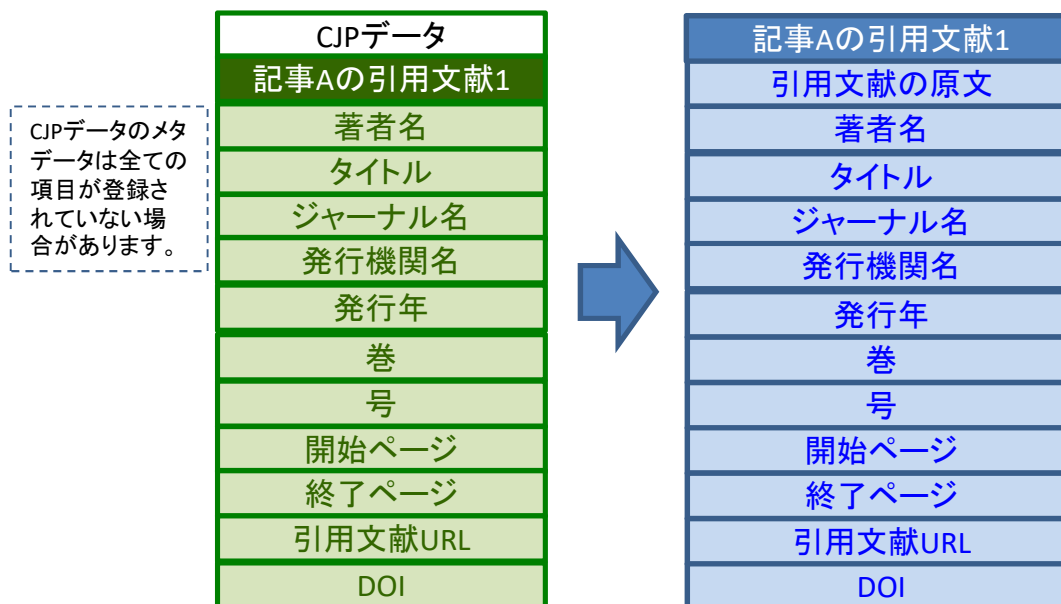 CJPデータのメタ
データは全ての
項目が登録さ
れていない場
合があります。
CJPデータ
記事Aの引用文献1
著者名
タイトル
ジャーナル名
発行機関名
発行年
巻
号
開始ページ
終了ページ
引用文献URL
DOI
記事Aの引用文献1
引用文献の原文
著者名
タイトル
ジャーナル名
発行機関名
発行年
巻
号
開始ページ
終了ページ
引用文献URL
DOI